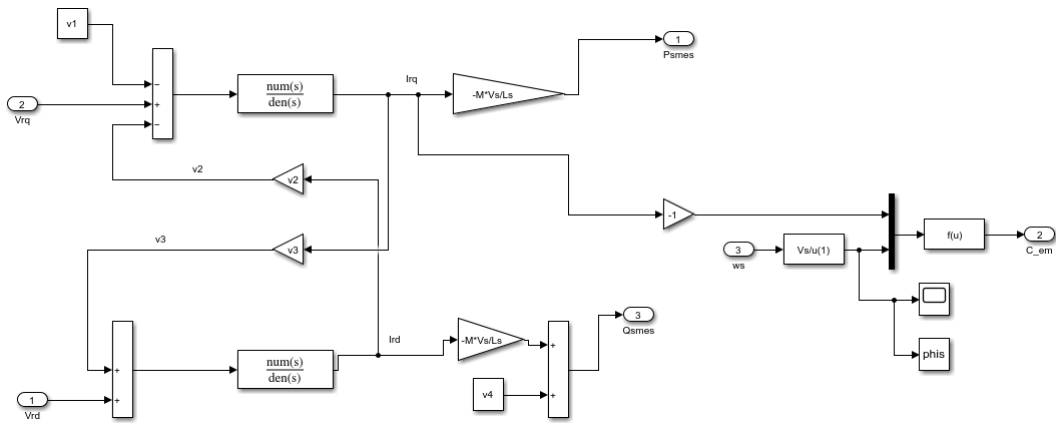 v1
2
Vrq
−
+
−
num(s)
den(s)
Irq
-M*Vs/Ls
1
Psmes
v2
v2
v3
v3
-1
3
ws
Vs/u(1)
f(u)
2
C_em
phis
1
Vrd
+
+
num(s)
den(s)
Ird
-M*Vs/Ls
v4
+
+
3
Qsmes